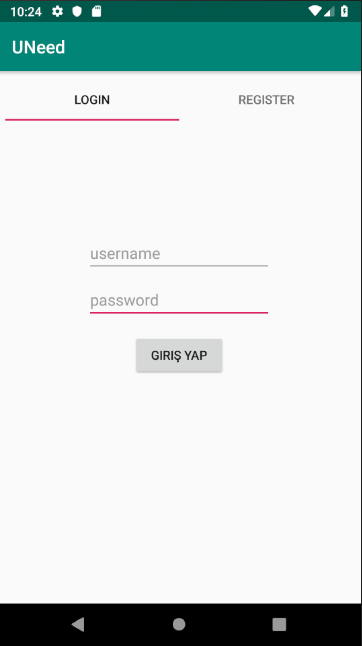 10:24
UNeed
LOGIN REGISTER
username
password
GIRIŞ YAP